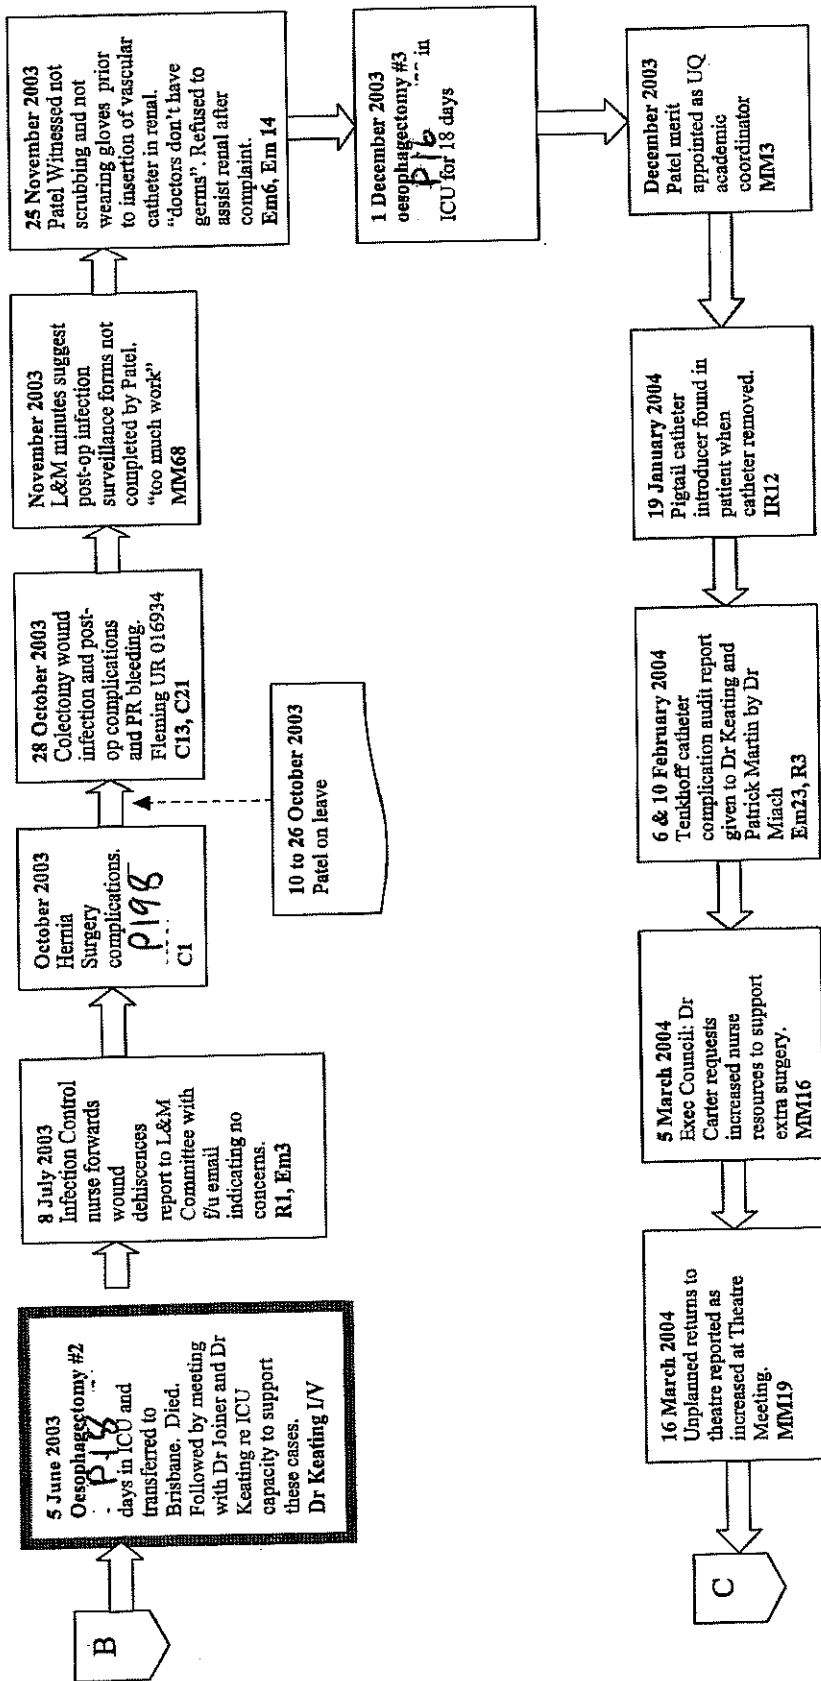 B
5 June 2003
Oesophagectomy #2
P18
days in ICU and
transferred to
Brisbane. Died.
Followed by meeting
with Dr Joiner and Dr
Keating re ICU
capacity to support
these cases.
Dr Keating I/V
8 July 2003
Infection Control
nurse forwards
wound
dehiscences
report to L&M
Committee with
f/u email
indicating no
concerns.
R1, Em3
October 2003
Hernia
Surgery
complications.
P198
C1
10 to 26 October 2003
Patel on leave
28 October 2003
Colectomy wound
infection and post-
op complications
and PR bleeding.
Fleming UR 016934
C13, C21
November 2003
L&M minutes suggest
post-op infection
surveillance forms not
completed by Patel.
“too much work”
MM68
25 November 2003
Patel Witnessed not
scrubbing and not
wearing gloves prior
to insertion of vascular
catheter in renal.
“doctors don’t have
germs”. Refused to
assist renal after
complaint.
Em6, Em 14
1 December 2003
oesophagectomy #3
P16 in
ICU for 18 days
December 2003
Patel merit
appointed as UQ
academic
coordinator
MM3
19 January 2004
Pigtail catheter
introducer found in
patient when
catheter removed.
IR12
6 & 10 February 2004
Tenkhoff catheter
complication audit report
given to Dr Keating and
Patrick Martin by Dr
Miach
Em23, R3
5 March 2004
Exec Council: Dr
Carter requests
increased nurse
resources to support
extra surgery.
MM16
16 March 2004
Unplanned returns to
theatre reported as
increased at Theatre
Meeting.
MM19
C